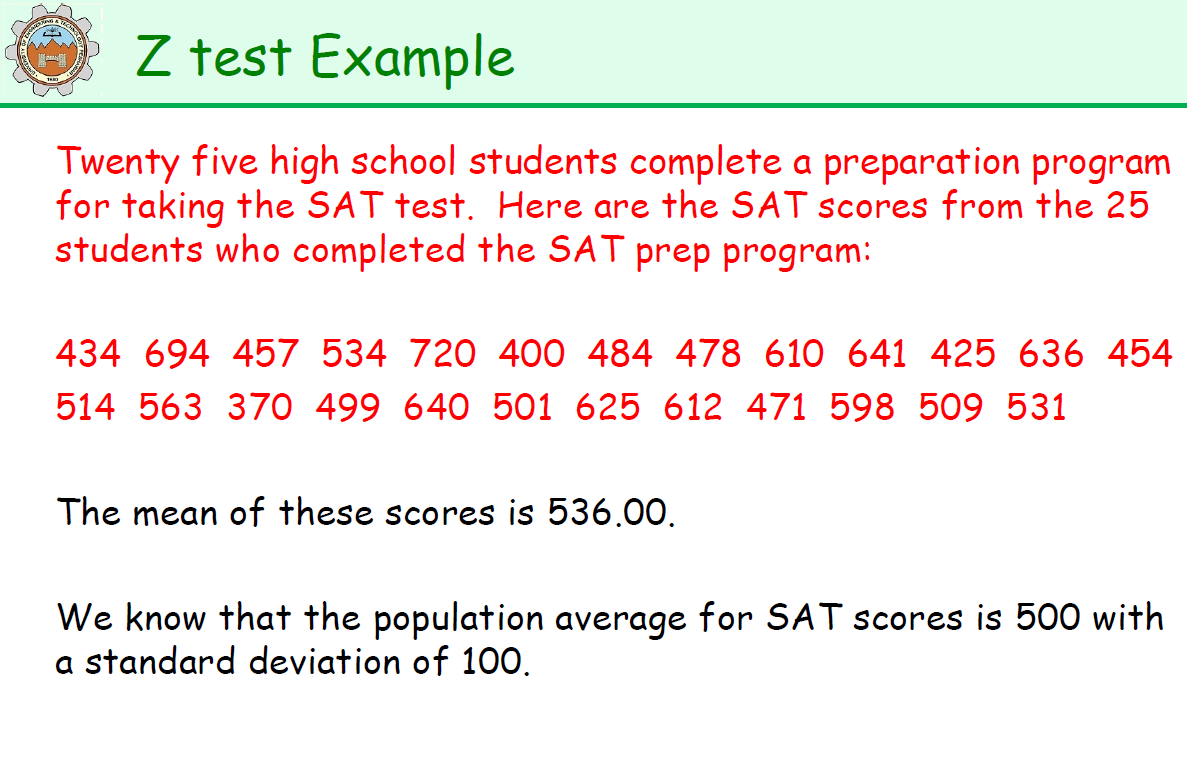 Z test Example
Twenty five high school students complete a preparation program
for taking the SAT test. Here are the SAT scores from the 25
students who completed the SAT prep program:
434 694 457 534 720 400 484 478 610 641 425 636 454
514 563 370 499 640 501 625 612 471 598 509 531
The mean of these scores is 536.00.
We know that the population average for SAT scores is 500 with
a standard deviation of 100.